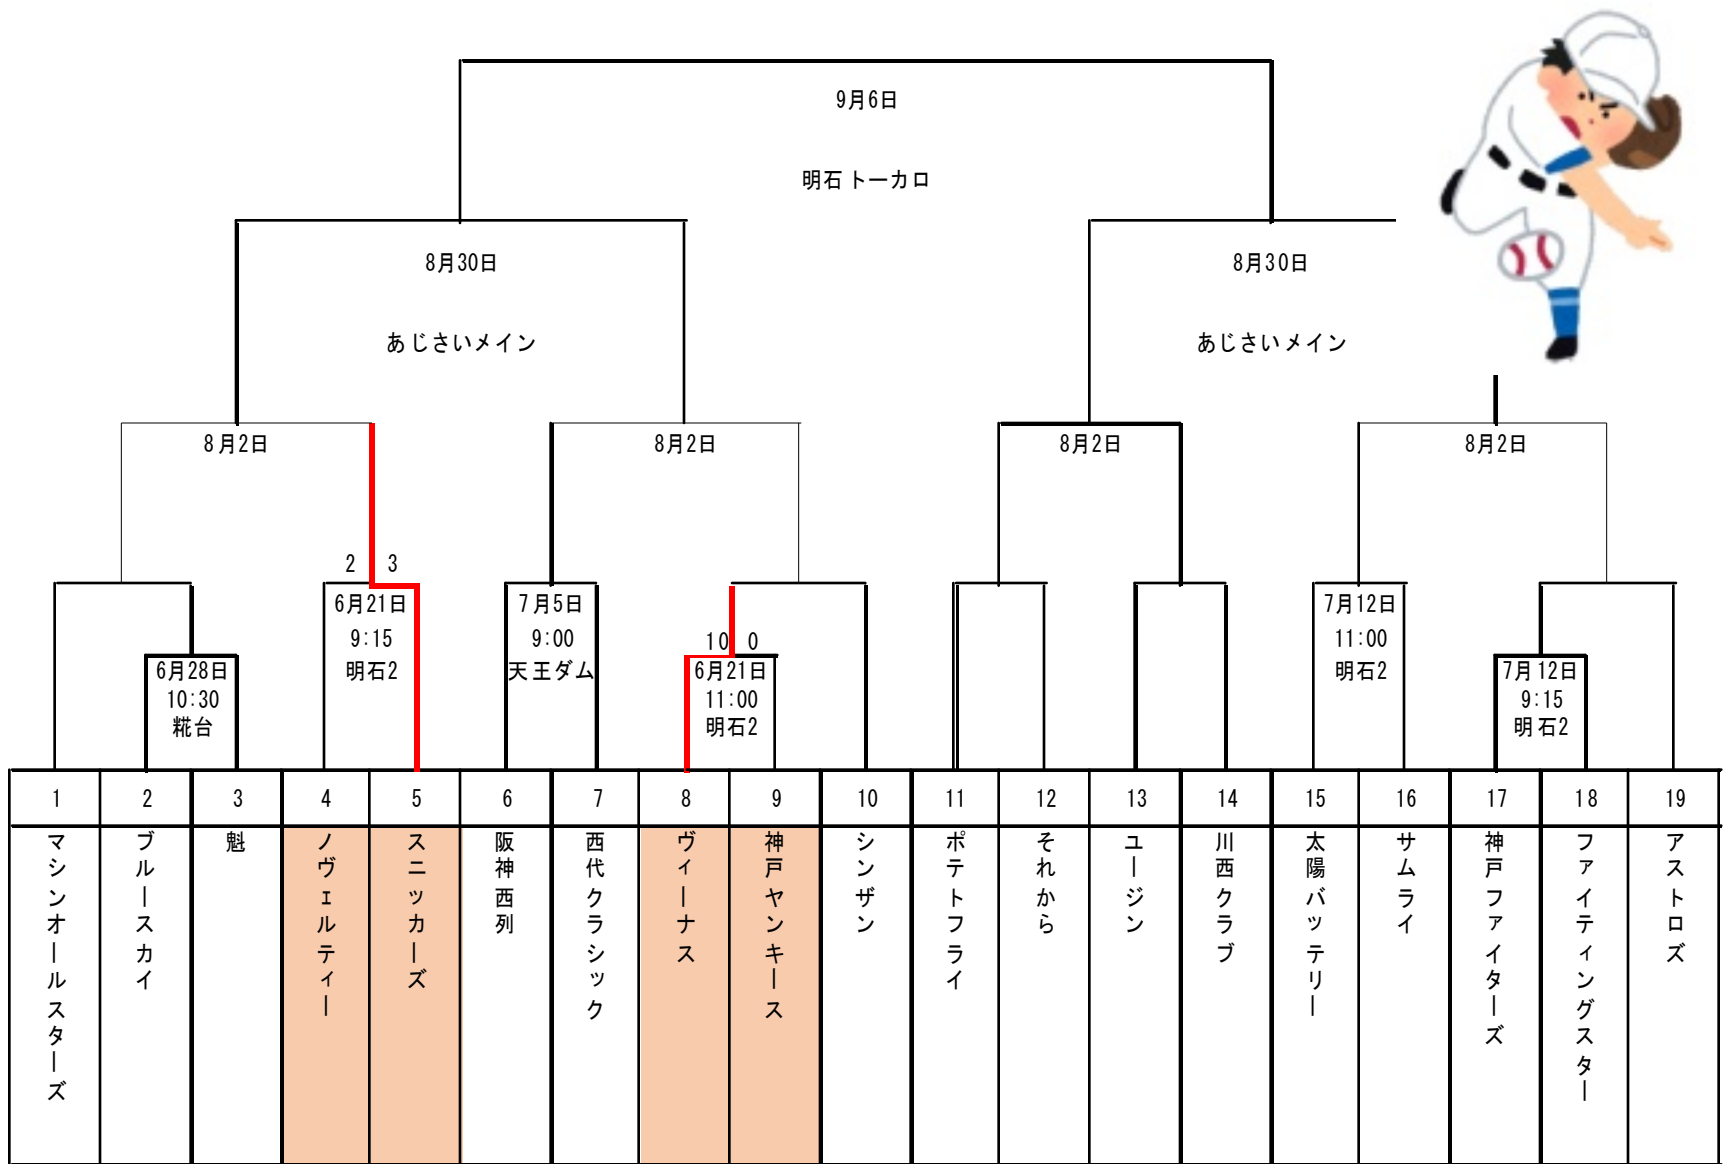 9月6日
明石トーカロ
8月30日
8月30日
あじさいメイン
あじさいメイン
8月2日
8月2日
8月2日
8月2日
2 3
6月21日
9:15
明石2
7月5日
9:00
天王ダム
7月12日
11:00
明石2
10 0
6月28日
10:30
糀台
6月21日
11:00
明石2
7月12日
9:15
明石2
1 2 3 4 5 6 7 8 9 10 11 12 13 14 15 16 17 18 19
マシンオールスターズ
ブルースカイ
魁
ノヴェルティー
スニッカーズ
阪神西列
西代クラシック
ヴィーナス
神戸ヤンキース
シンザン
ポテトフライ
それから
ユージン
川西クラブ
太陽バッテリー
サムライ
神戸ファイターズ
ファイティングスター
アストロズ